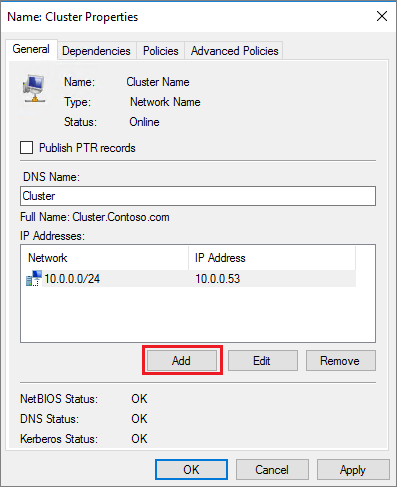 Name: Cluster Properties
General Dependencies Policies Advanced Policies
Name: Cluster Name
Type: Network Name
Status: Online
Publish PTR records
DNS Name:
Cluster
Full Name: Cluster.Contoso.com
IP Addresses:
Network IP Address
10.0.0.0/24 10.0.0.53
Add Edit Remove
NetBIOS Status: OK
DNS Status: OK
Kerberos Status: OK
OK Cancel Apply